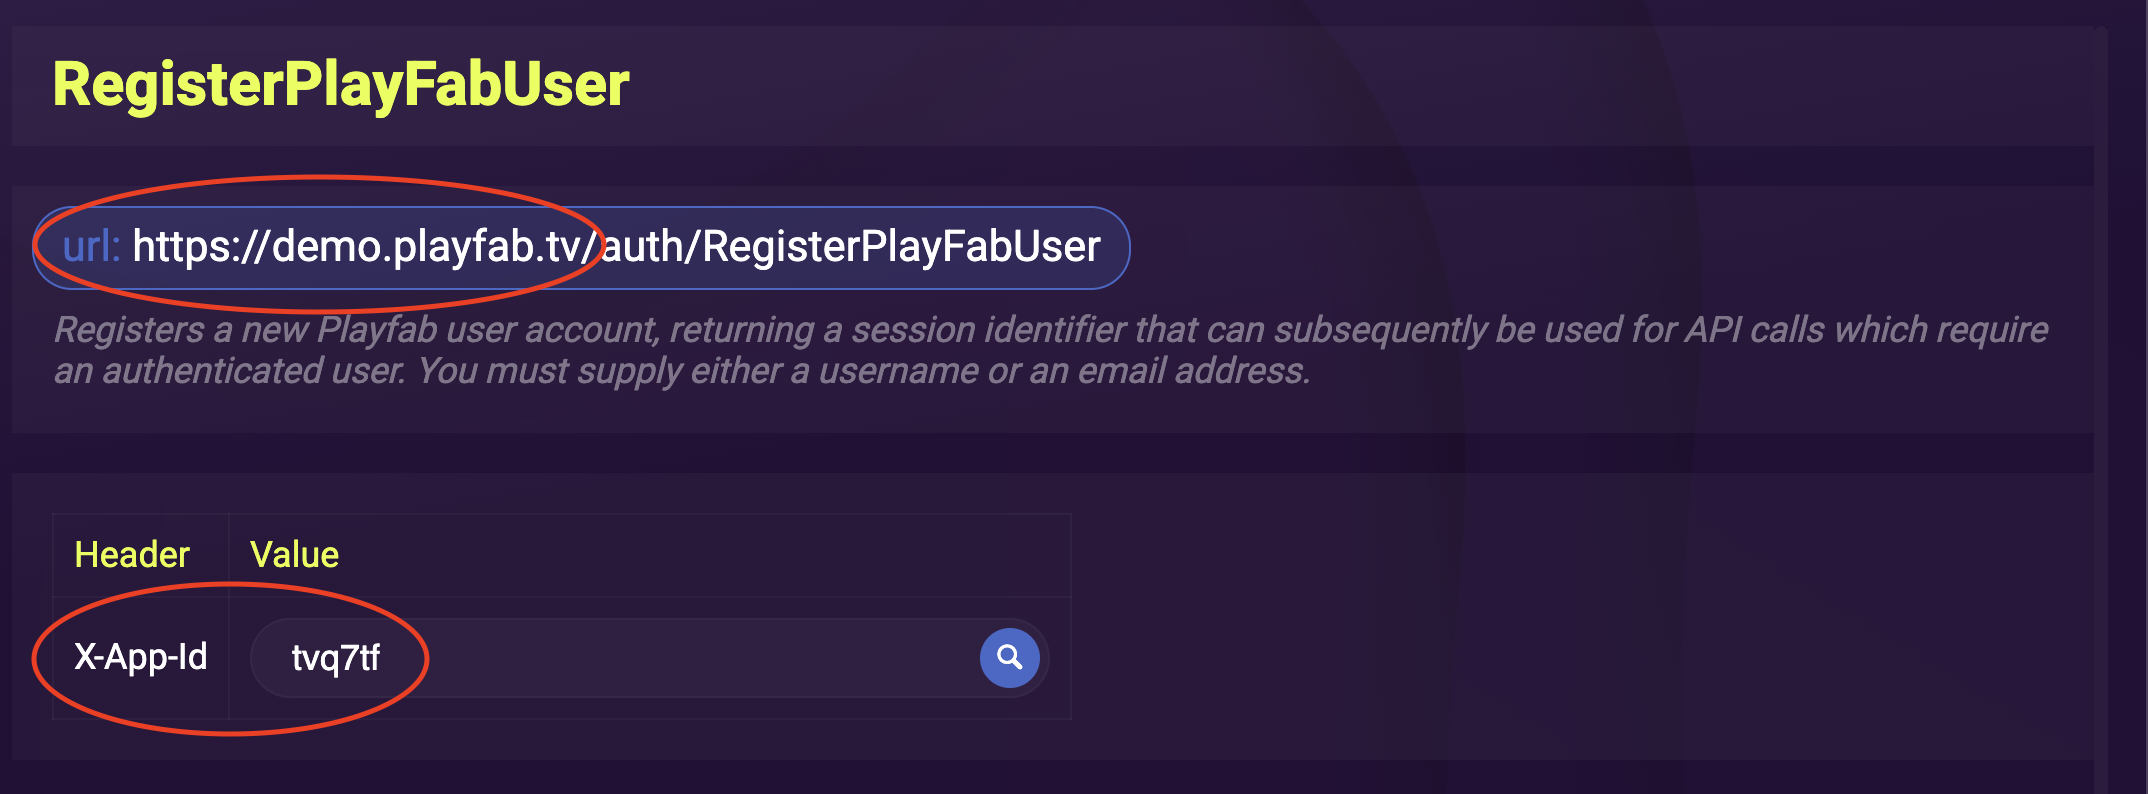 RegisterPlayFabUser
url: https://demo.playfab.tv/auth/RegisterPlayFabUser
Registers a new Playfab user account, returning a session identifier that can subsequently be used for API calls which require
an authenticated user. You must supply either a username or an email address.
Header Value
X-App-Id tvq7tf